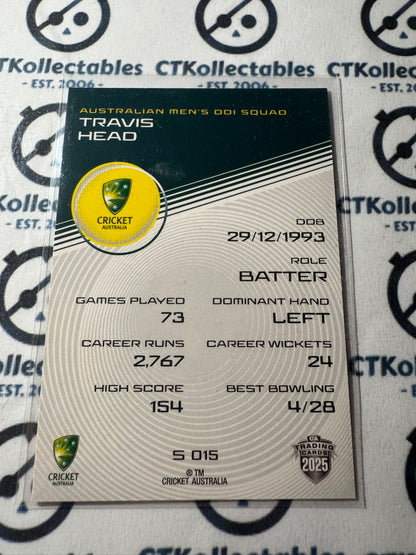 CTKollectables
- EST. 2006 -
CTKollectables
- EST. 2006 -
AUSTRALIAN MEN'S ODI SQUAD
TRAVIS
HEAD
CRICKET
AUSTRALIA
DOB
29/12/1993
ROLE
BATTER
GAMES PLAYED
73
DOMINANT HAND
LEFT
CAREER RUNS
2,767
CAREER WICKETS
24
HIGH SCORE
154
BEST BOWLING
4/28
S 015
® TM
CRICKET AUSTRALIA
CRICKET
AUSTRALIA
CA
TRADING
CARDS
2025